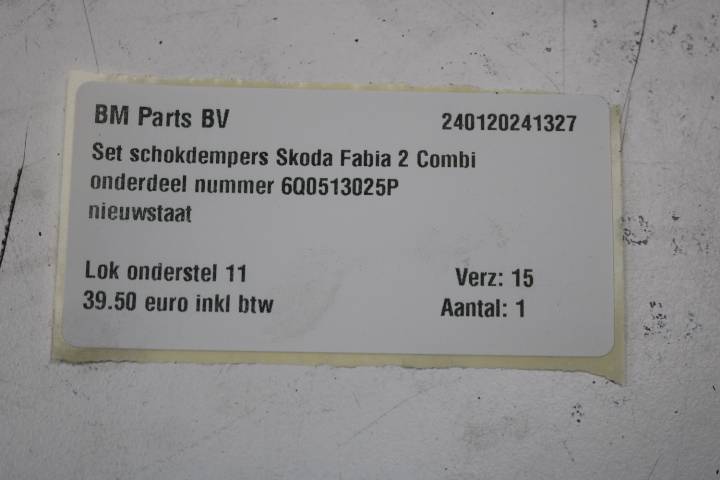 BM Parts BV 240120241327
Set schokdempers Skoda Fabia 2 Combi
onderdeel nummer 6Q0513025P
nieuwstaat
Lok onderstel 11 Verz: 15
39.50 euro inkl btw Aantal: 1